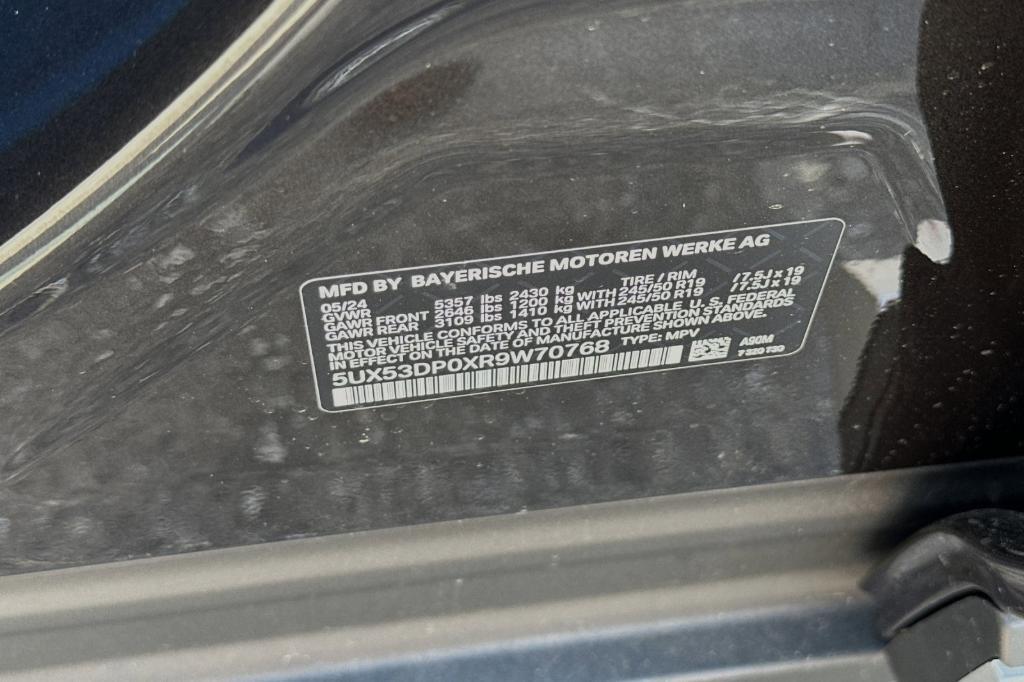 MFD BY BAYERISCHE MOTOREN WERKE AG
05/24 TIRE / RIM
GVWR 5357 lbs 2430 kg
GAWR FRONT 2646 lbs 1200 kg WITH 245/50 R19 /7.5J x 19
GAWR REAR 3109 lbs 1410 kg WITH 245/50 R19 /7.5J x 19
THIS VEHICLE CONFORMS TO ALL APPLICABLE U.S. FEDERAL
MOTOR VEHICLE SAFETY AND THEFT PREVENTION STANDARDS
IN EFFECT ON THE DATE OF MANUFACTURE SHOWN ABOVE.
5UX53DP0XR9W70768 TYPE: MPV A90M
T320T30